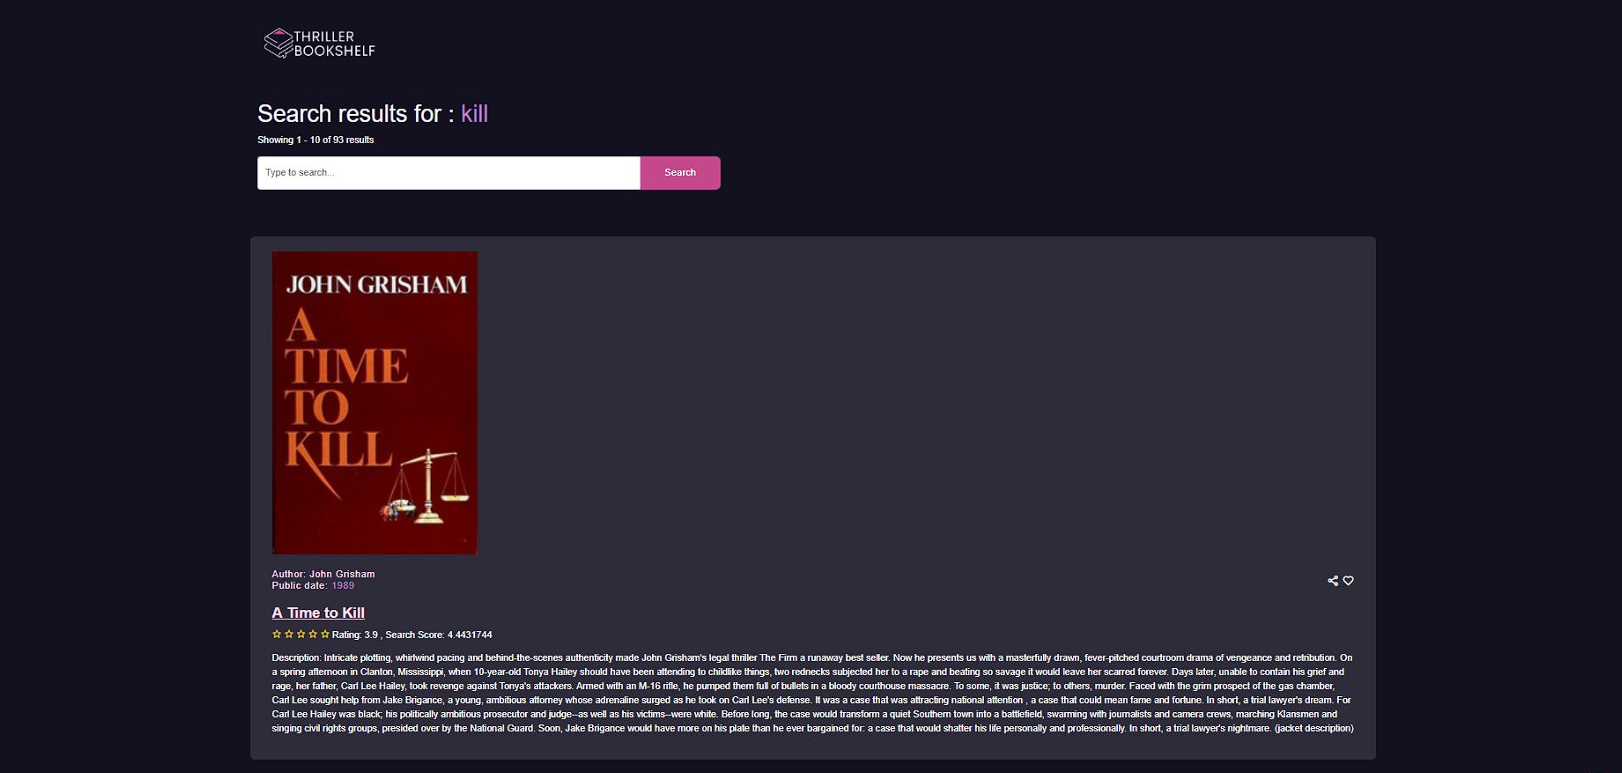 THRILLER
BOOKSHELF
Search results for : kill
Showing 1 - 10 of 93 results
Type to search...
Search
JOHN GRISHAM
A
TIME
TO
KILL
Author: John Grisham
Public date: 1989
A Time to Kill
Rating: 3.9 , Search Score: 4.4431744
Description: Intricate plotting, whirlwind pacing and behind-the-scenes authenticity made John Grisham's legal thriller The Firm a runaway best seller. Now he presents us with a masterfully drawn, fever-pitched courtroom drama of vengeance and retribution. On
a spring afternoon in Clanton, Mississippi, when 10-year-old Tonya Hailey should have been attending to childlike things, two rednecks subjected her to a rape and beating so savage it would leave her scarred forever. Days later, unable to contain his grief and
rage, her father, Carl Lee Hailey, took revenge against Tonya's attackers. Armed with an M-16 rifle, he pumped them full of bullets in a bloody courthouse massacre. To some, it was justice; to others, murder. Faced with the grim prospect of the gas chamber,
Carl Lee sought help from Jake Brigance, a young, ambitious attorney whose adrenaline surged as he took on Carl Lee's defense. It was a case that was attracting national attention , a case that could mean fame and fortune. In short, a trial lawyer's dream. For
Carl Lee Hailey was black; his politically ambitious prosecutor and judge--as well as his victims--were white. Before long, the case would transform a quiet Southern town into a battlefield, swarming with journalists and camera crews, marching Klansmen and
singing civil rights groups, presided over by the National Guard. Soon, Jake Brigance would have more on his plate than he ever bargained for: a case that would shatter his life personally and professionally. In short, a trial lawyer's nightmare. (jacket description)